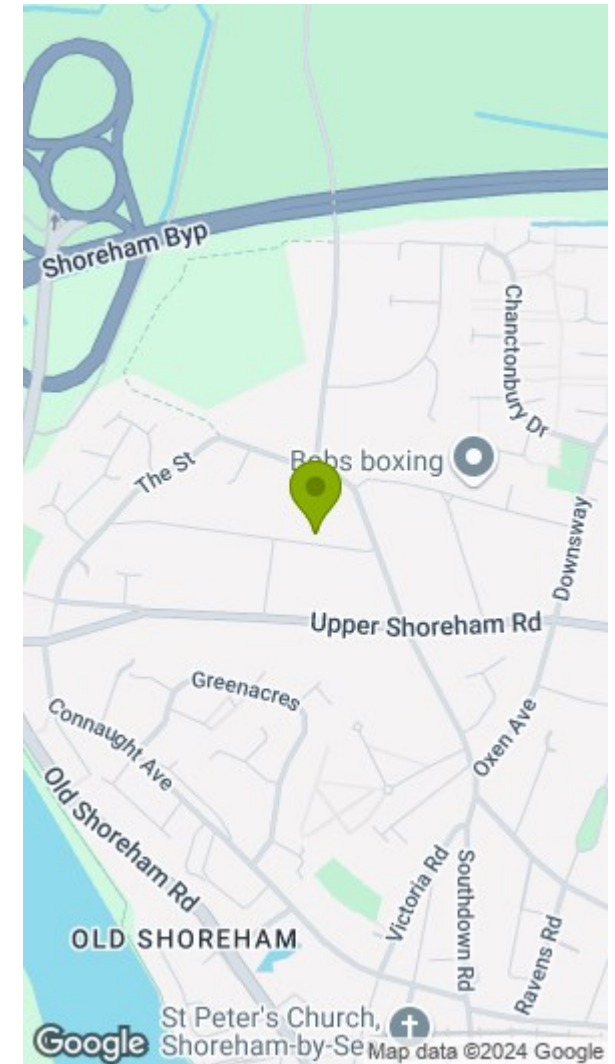 Shoreham Byp
Chanctonbury Dr
Bobs boxing
The St
Downsway
Upper Shoreham Rd
Greenacres
Connaught Ave
Oxen Ave
Old Shoreham Rd
Victoria Rd
Southdown Rd
Ravens Rd
OLD SHOREHAM
St Peter's Church,
Shoreham-by-Se
Google
Map data ©2024 Google